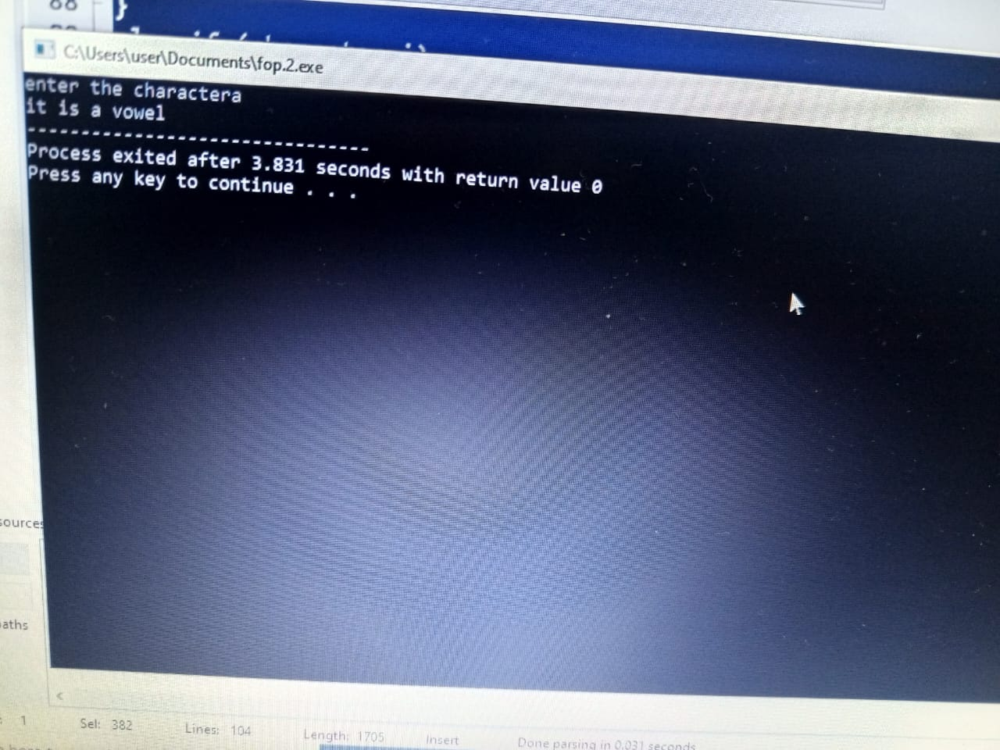 88
}
C:\Users\user\Documents\fop.2.exe
enter the charactera
it is a vowel
--------------------------------
Process exited after 3.831 seconds with return value 0
Press any key to continue . . .
sources
aths
<
: 1 Sel: 382 Lines: 104 Length: 1705 Insert Done parsing in 0.031 seconds